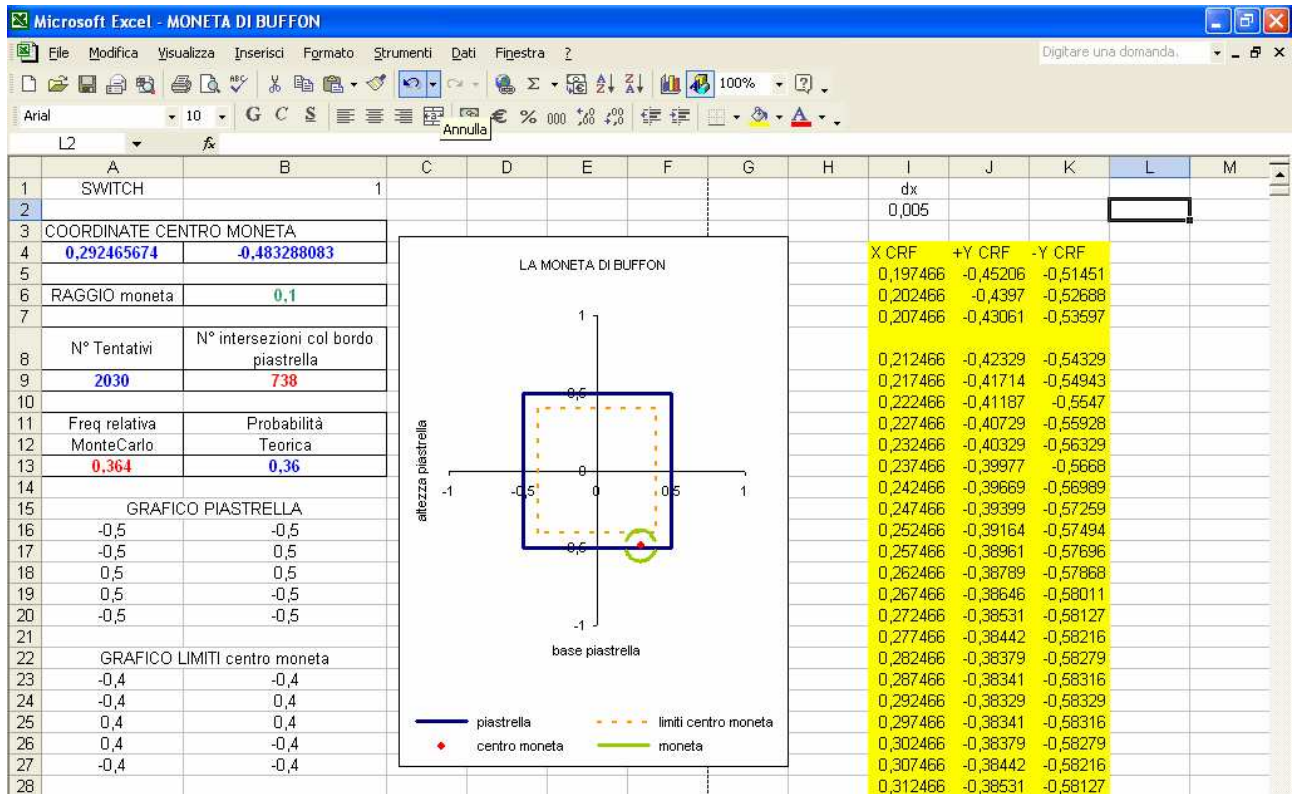 Microsoft Excel - MONETA DI BUFFON
File Modifica Visualizza Inserisci Formato Strumenti Dati Finestra ?
Digitare una domanda.
100%
Arial 10 G C S € % 000
Annulla
L2 fx
A B C D E F G H I J K L M
1 SWITCH 1 dx
2 0,005
3 COORDINATE CENTRO MONETA
4 0,292465674 -0,483288083 X CRF +Y CRF -Y CRF
5 0,197466 -0,45206 -0,51451
6 RAGGIO moneta 0,1 0,202466 -0,4397 -0,52688
7 0,207466 -0,43061 -0,53597
8 N° Tentativi N° intersezioni col bordo piastrella 0,212466 -0,42329 -0,54329
9 2030 738 0,217466 -0,41714 -0,54943
10 0,222466 -0,41187 -0,5547
11 Freq relativa Probabilità 0,227466 -0,40729 -0,55928
12 MonteCarlo Teorica 0,232466 -0,40329 -0,56329
13 0,364 0,36 0,237466 -0,39977 -0,5668
14 0,242466 -0,39669 -0,56989
15 GRAFICO PIASTRELLA 0,247466 -0,39399 -0,57259
16 -0,5 -0,5 0,252466 -0,39164 -0,57494
17 -0,5 0,5 0,257466 -0,38961 -0,57696
18 0,5 0,5 0,262466 -0,38789 -0,57868
19 0,5 -0,5 0,267466 -0,38646 -0,58011
20 -0,5 -0,5 0,272466 -0,38531 -0,58127
21 0,277466 -0,38442 -0,58216
22 GRAFICO LIMITI centro moneta 0,282466 -0,38379 -0,58279
23 -0,4 -0,4 0,287466 -0,38341 -0,58316
24 -0,4 0,4 0,292466 -0,38329 -0,58329
25 0,4 0,4 0,297466 -0,38341 -0,58316
26 0,4 -0,4 0,302466 -0,38379 -0,58279
27 -0,4 -0,4 0,307466 -0,38442 -0,58216
28 0,312466 -0,38531 -0,58127
LA MONETA DI BUFFON
1
0,5
0
-1 -0,5 0 0,5 1
-0,5
-1
altezza piastrella
base piastrella
piastrella limiti centro moneta
centro moneta moneta